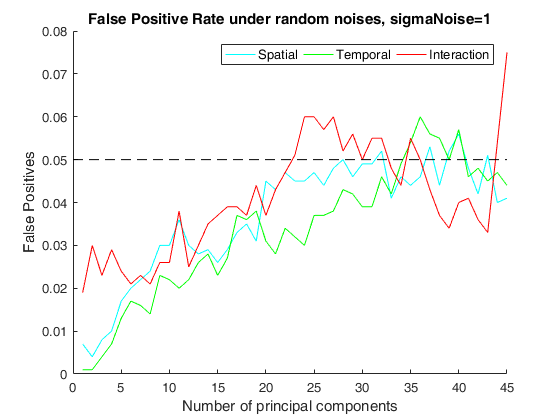 False Positive Rate under random noises, sigmaNoise=1
Spatial Temporal Interaction
False Positives
0.08
0.07
0.06
0.05
0.04
0.03
0.02
0.01
0
0 5 10 15 20 25 30 35 40 45
Number of principal components